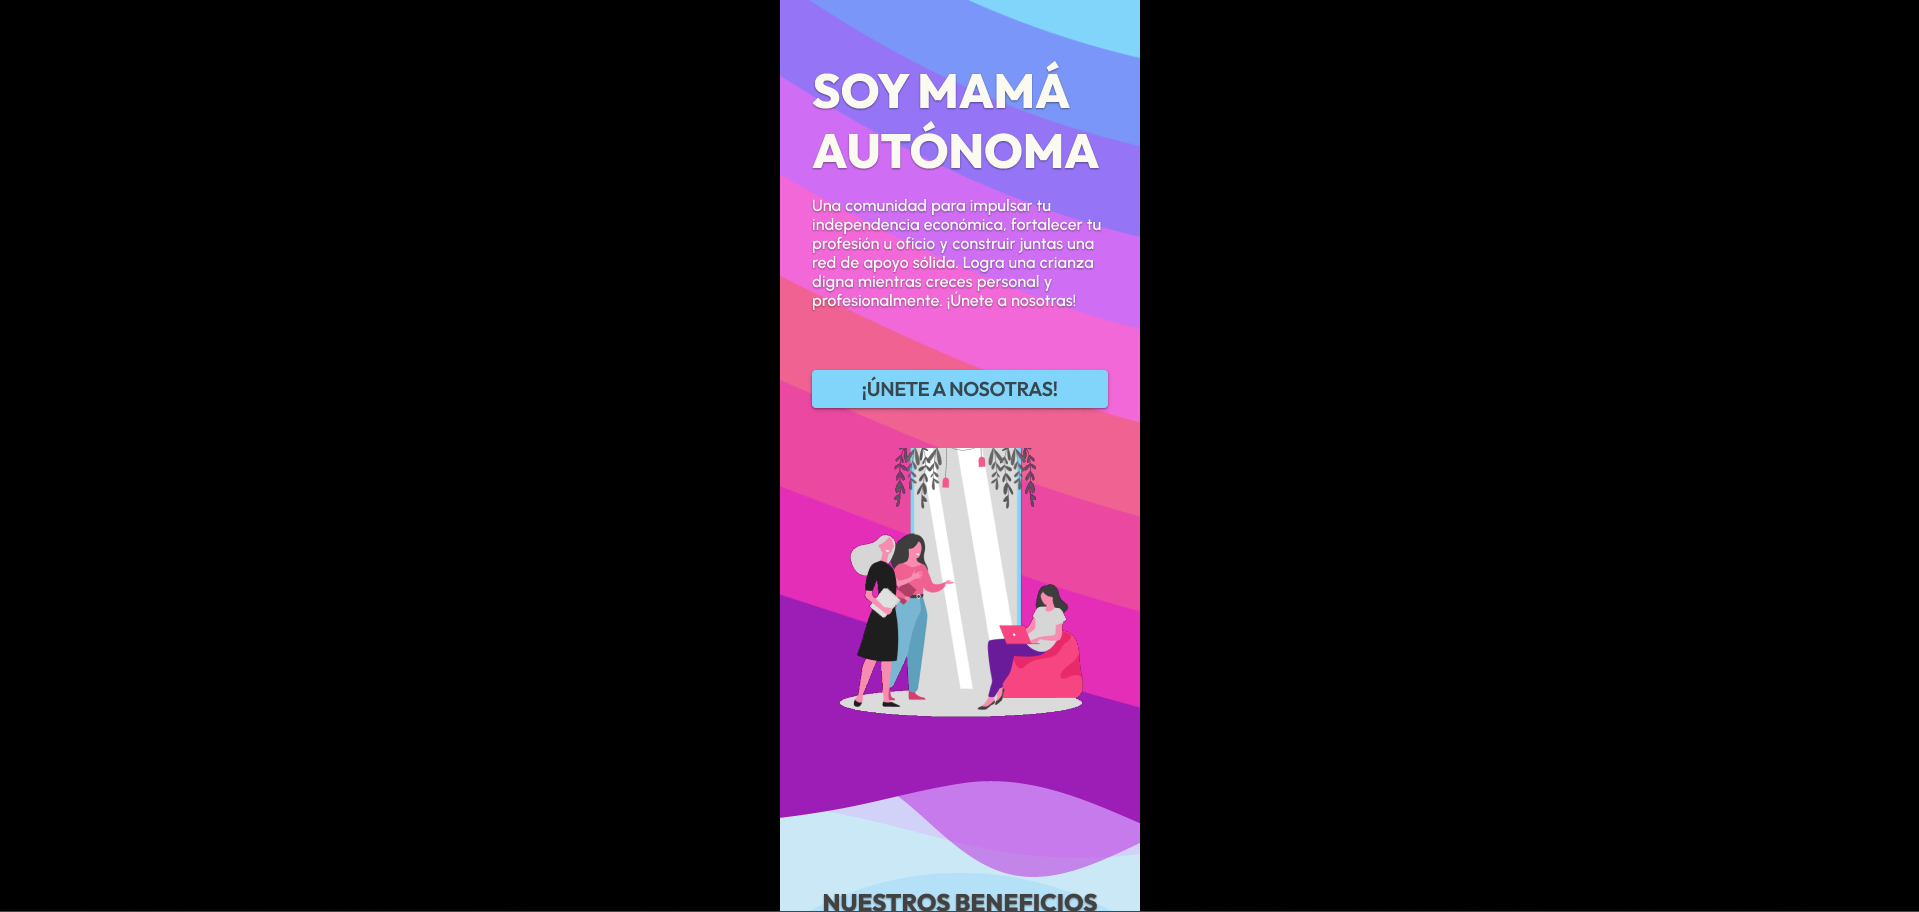 SOY MAMÁ
AUTÓNOMA
Una comunidad para impulsar tu
independencia económica, fortalecer tu
profesión u oficio y construir juntas una
red de apoyo sólida. Logra una crianza
digna mientras creces personal y
profesionalmente. ¡Únete a nosotras!
¡ÚNETE A NOSOTRAS!
NUESTROS BENEFICIOS